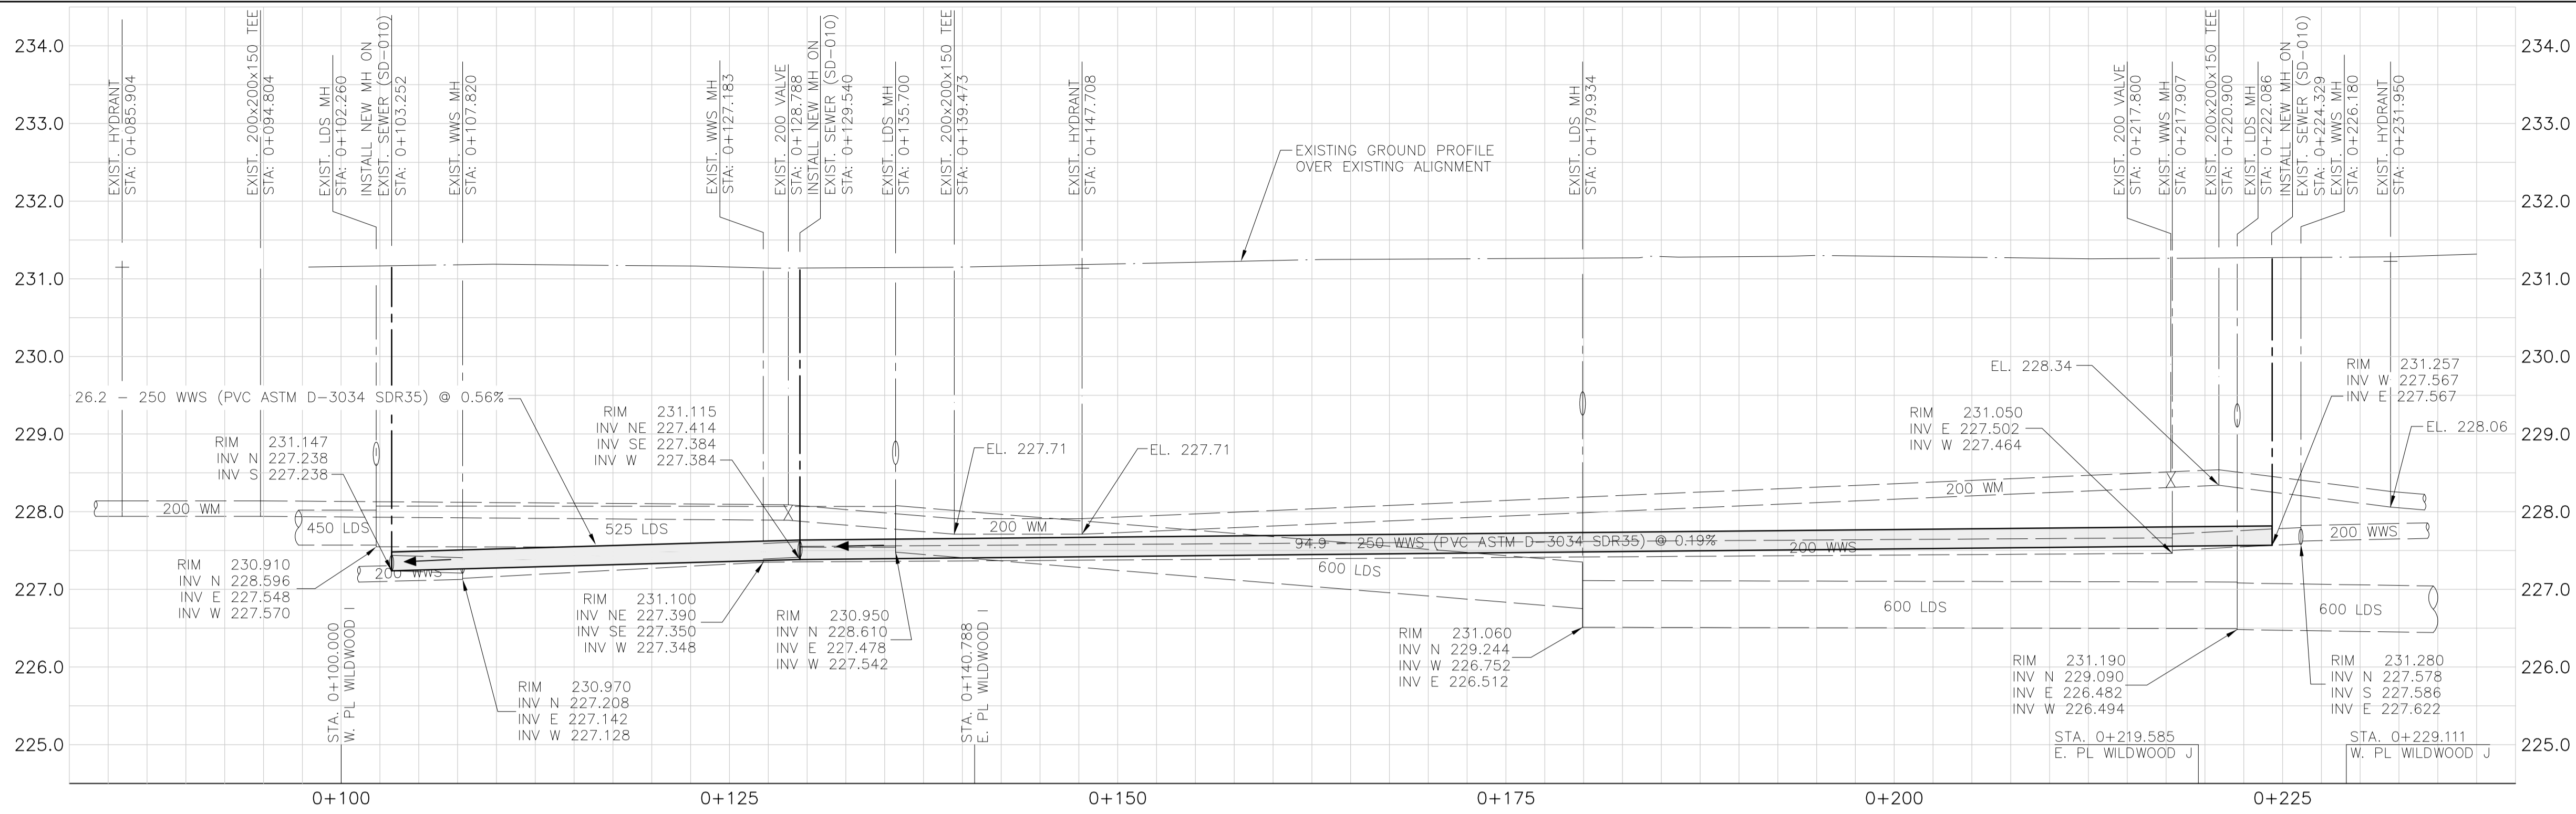 234.0
233.0
232.0
231.0
230.0
229.0
228.0
227.0
226.0
225.0
EXIST. HYDRANT
STA: 0+085.904
EXIST. 200x200x150 TEE
STA: 0+094.804
EXIST. LDS MH
STA: 0+102.260
INSTALL NEW MH ON
EXIST. SEWER (SD-010)
STA: 0+103.252
EXIST. WWS MH
STA: 0+107.820
EXIST. WWS MH
STA: 0+127.183
EXIST. 200 VALVE
STA: 0+128.788
INSTALL NEW MH ON
EXIST. SEWER (SD-010)
STA: 0+129.540
EXIST. LDS MH
STA: 0+135.700
EXIST. 200x200x150 TEE
STA: 0+139.473
EXIST. HYDRANT
STA: 0+147.708
EXISTING GROUND PROFILE
OVER EXISTING ALIGNMENT
EXIST. LDS MH
STA: 0+179.934
EXIST. 200 VALVE
STA: 0+217.800
EXIST. WWS MH
STA: 0+217.907
EXIST. 200x200x150 TEE
STA: 0+220.900
EXIST. LDS MH
STA: 0+222.086
INSTALL NEW MH ON
EXIST. SEWER (SD-010)
STA: 0+224.329
EXIST. WWS MH
STA: 0+226.180
EXIST. HYDRANT
STA: 0+231.950
234.0
233.0
232.0
231.0
230.0
229.0
228.0
227.0
226.0
225.0
26.2 - 250 WWS (PVC ASTM D-3034 SDR35) @ 0.56%
RIM 231.147
INV N 227.238
INV S 227.238
RIM 231.115
INV NE 227.414
INV SE 227.384
INV W 227.384
EL. 227.71
EL. 227.71
EL. 228.34
RIM 231.050
INV E 227.502
INV W 227.464
RIM 231.257
INV W 227.567
INV E 227.567
EL. 228.06
200 WM
450 LDS
525 LDS
200 WM
200 WM
94.9 - 250 WWS (PVC ASTM D-3034 SDR35) @ 0.19%
200 WWS
200 WWS
200 WWS
600 LDS
600 LDS
600 LDS
RIM 230.910
INV N 228.596
INV E 227.548
INV W 227.570
STA. 0+100.000
W. PL WILDWOOD I
RIM 230.970
INV N 227.208
INV E 227.142
INV W 227.128
RIM 231.100
INV NE 227.390
INV SE 227.350
INV W 227.348
RIM 230.950
INV N 228.610
INV E 227.478
INV W 227.542
STA. 0+140.788
E. PL WILDWOOD I
RIM 231.060
INV N 229.244
INV W 226.752
INV E 226.512
RIM 231.190
INV N 229.090
INV E 226.482
INV W 226.494
RIM 231.280
INV N 227.578
INV S 227.586
INV E 227.622
STA. 0+219.585
E. PL WILDWOOD J
STA. 0+229.111
W. PL WILDWOOD J
0+100
0+125
0+150
0+175
0+200
0+225